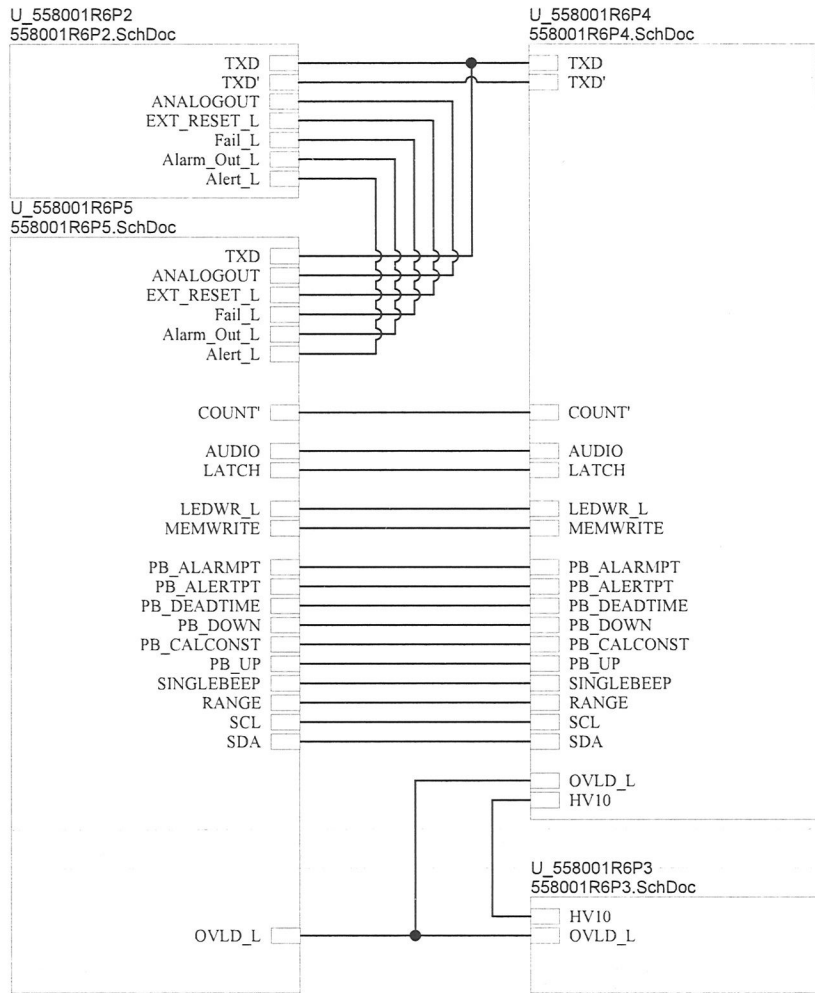 U_558001R6P2
558001R6P2.SchDoc
TXD
TXD'
ANALOGOUT
EXT_RESET_L
Fail_L
Alarm_Out_L
Alert_L
U_558001R6P5
558001R6P5.SchDoc
TXD
ANALOGOUT
EXT_RESET_L
Fail_L
Alarm_Out_L
Alert_L
COUNT'
AUDIO
LATCH
LEDWR_L
MEMWRITE
PB_ALARMPT
PB_ALERTPT
PB_DEADTIME
PB_DOWN
PB_CALCONST
PB_UP
SINGLEBEEP
RANGE
SCL
SDA
OVLD_L
U_558001R6P4
558001R6P4.SchDoc
TXD
TXD'
COUNT'
AUDIO
LATCH
LEDWR_L
MEMWRITE
PB_ALARMPT
PB_ALERTPT
PB_DEADTIME
PB_DOWN
PB_CALCONST
PB_UP
SINGLEBEEP
RANGE
SCL
SDA
OVLD_L
HV10
U_558001R6P3
558001R6P3.SchDoc
HV10
OVLD_L